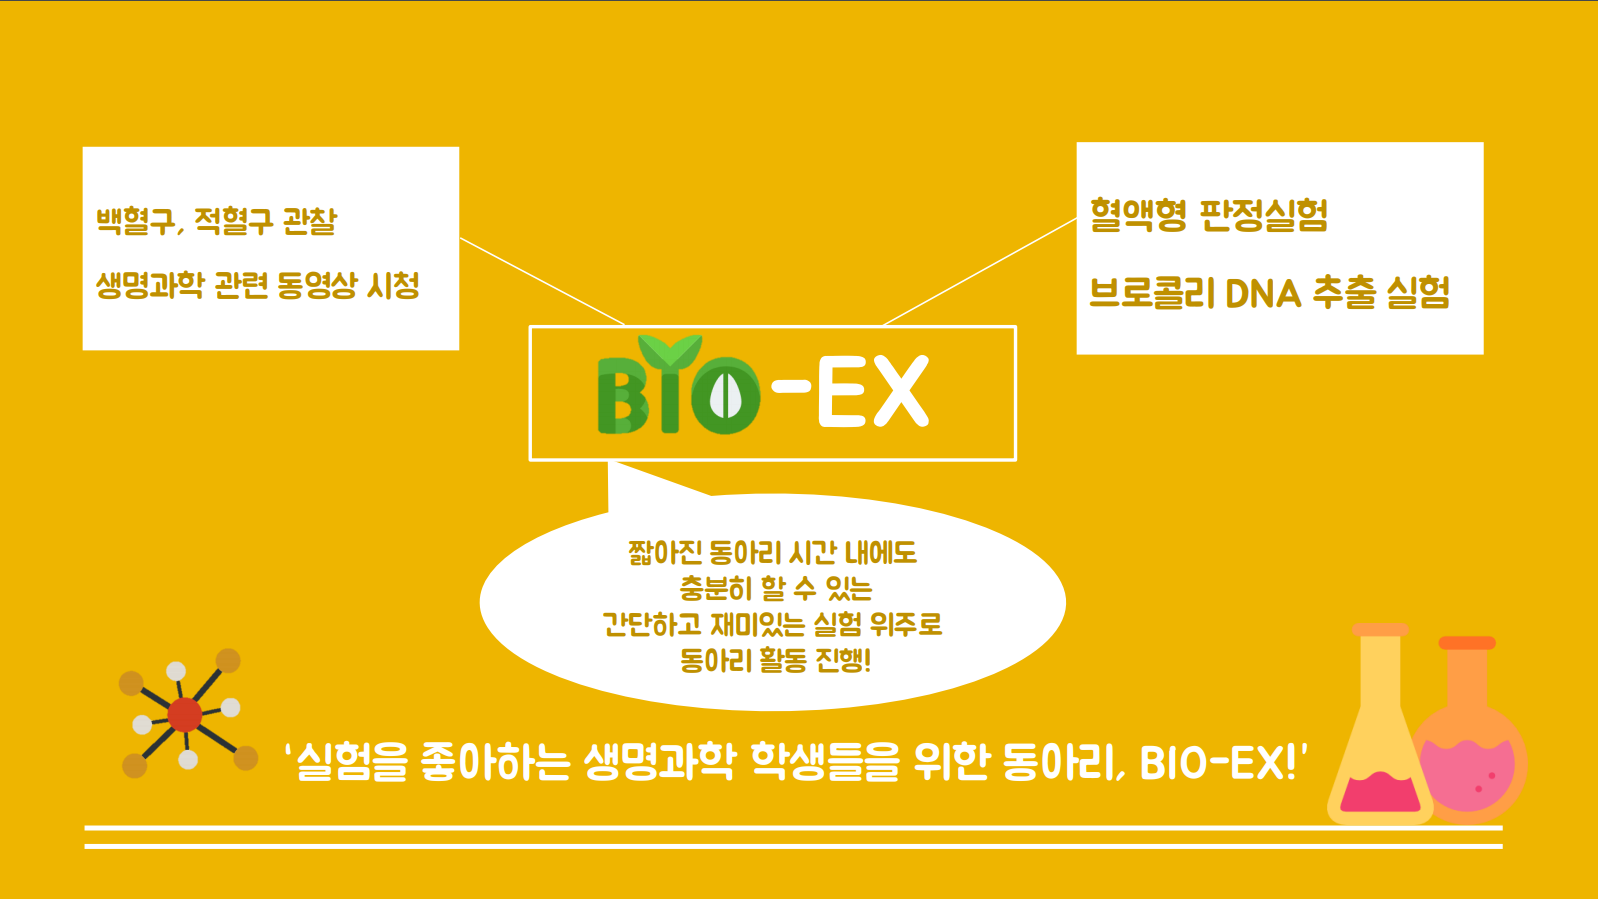 백혈구, 적혈구 관찰
생명과학 관련 동영상 시청
혈액형 판정실험
브로콜리 DNA 추출 실험
BIO-EX
짧아진 동아리 시간 내에도
충분히 할 수 있는
간단하고 재미있는 실험 위주로
동아리 활동 진행!
'실험을 좋아하는 생명과학 학생들을 위한 동아리, BIO-EX!'